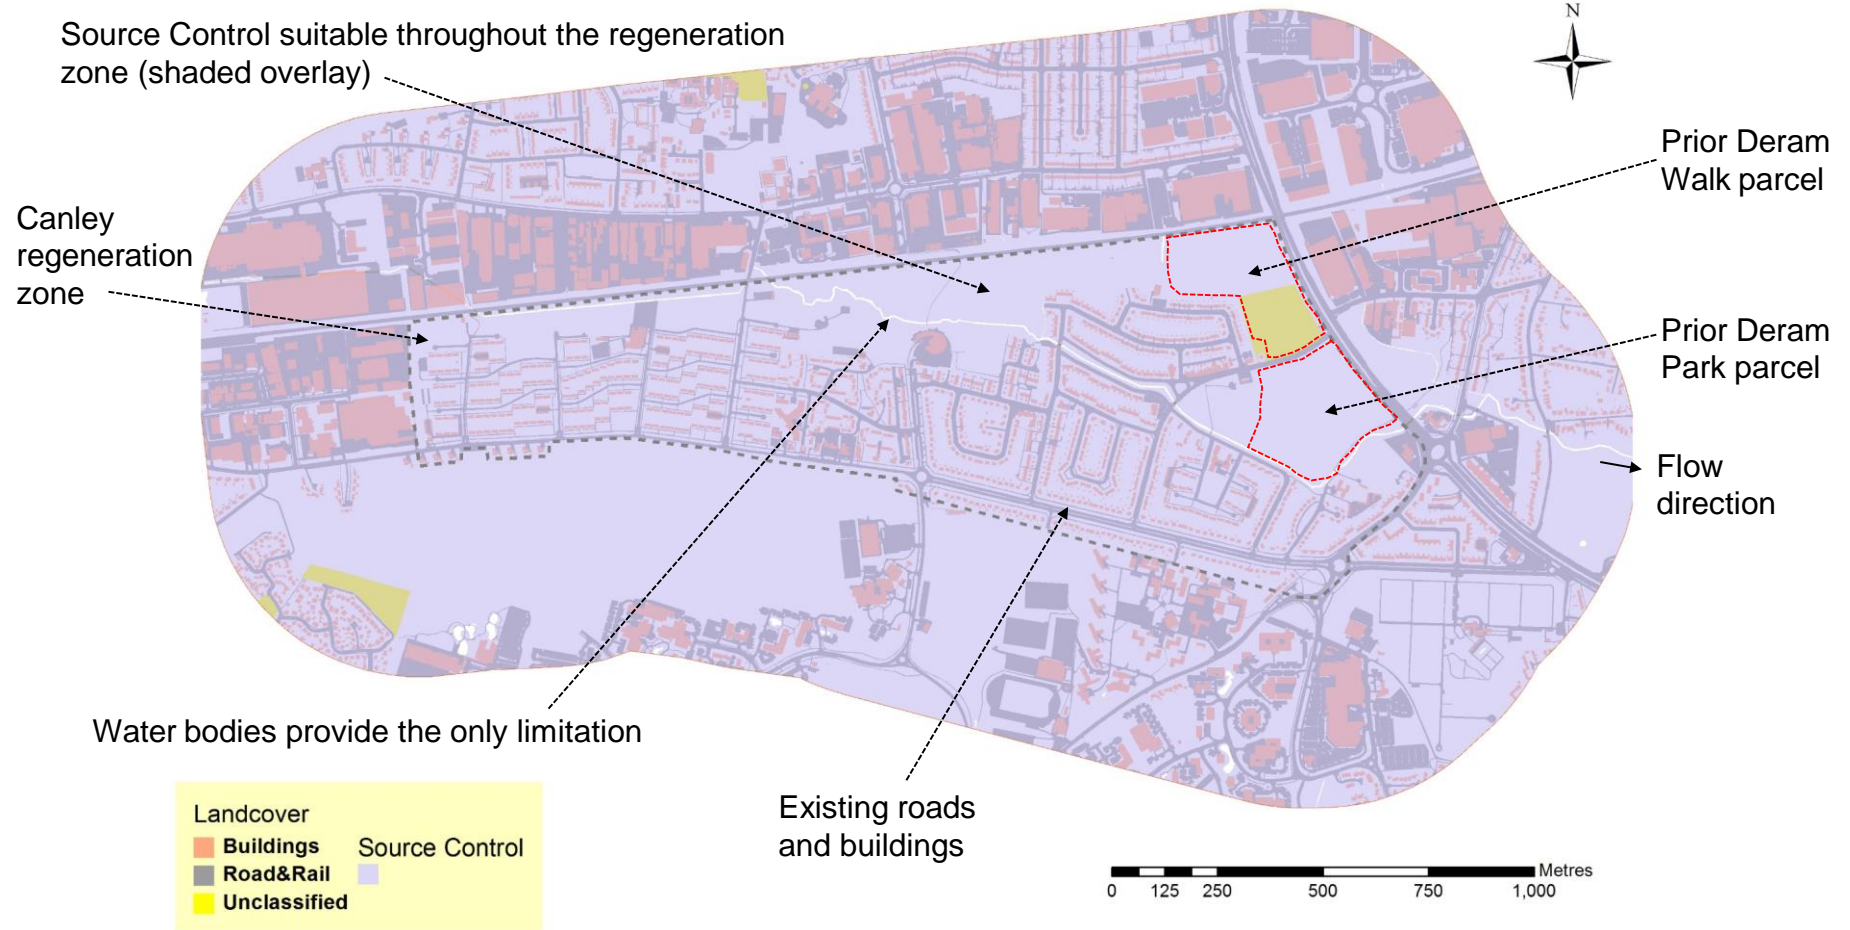 Source Control suitable throughout the regeneration
zone (shaded overlay)
N
Prior Deram
Walk parcel
Canley
regeneration
zone
Prior Deram
Park parcel
Flow
direction
Water bodies provide the only limitation
Existing roads
and buildings
Landcover
Buildings
Road&Rail
Unclassified
Source Control
Metres
0 125 250 500 750 1,000